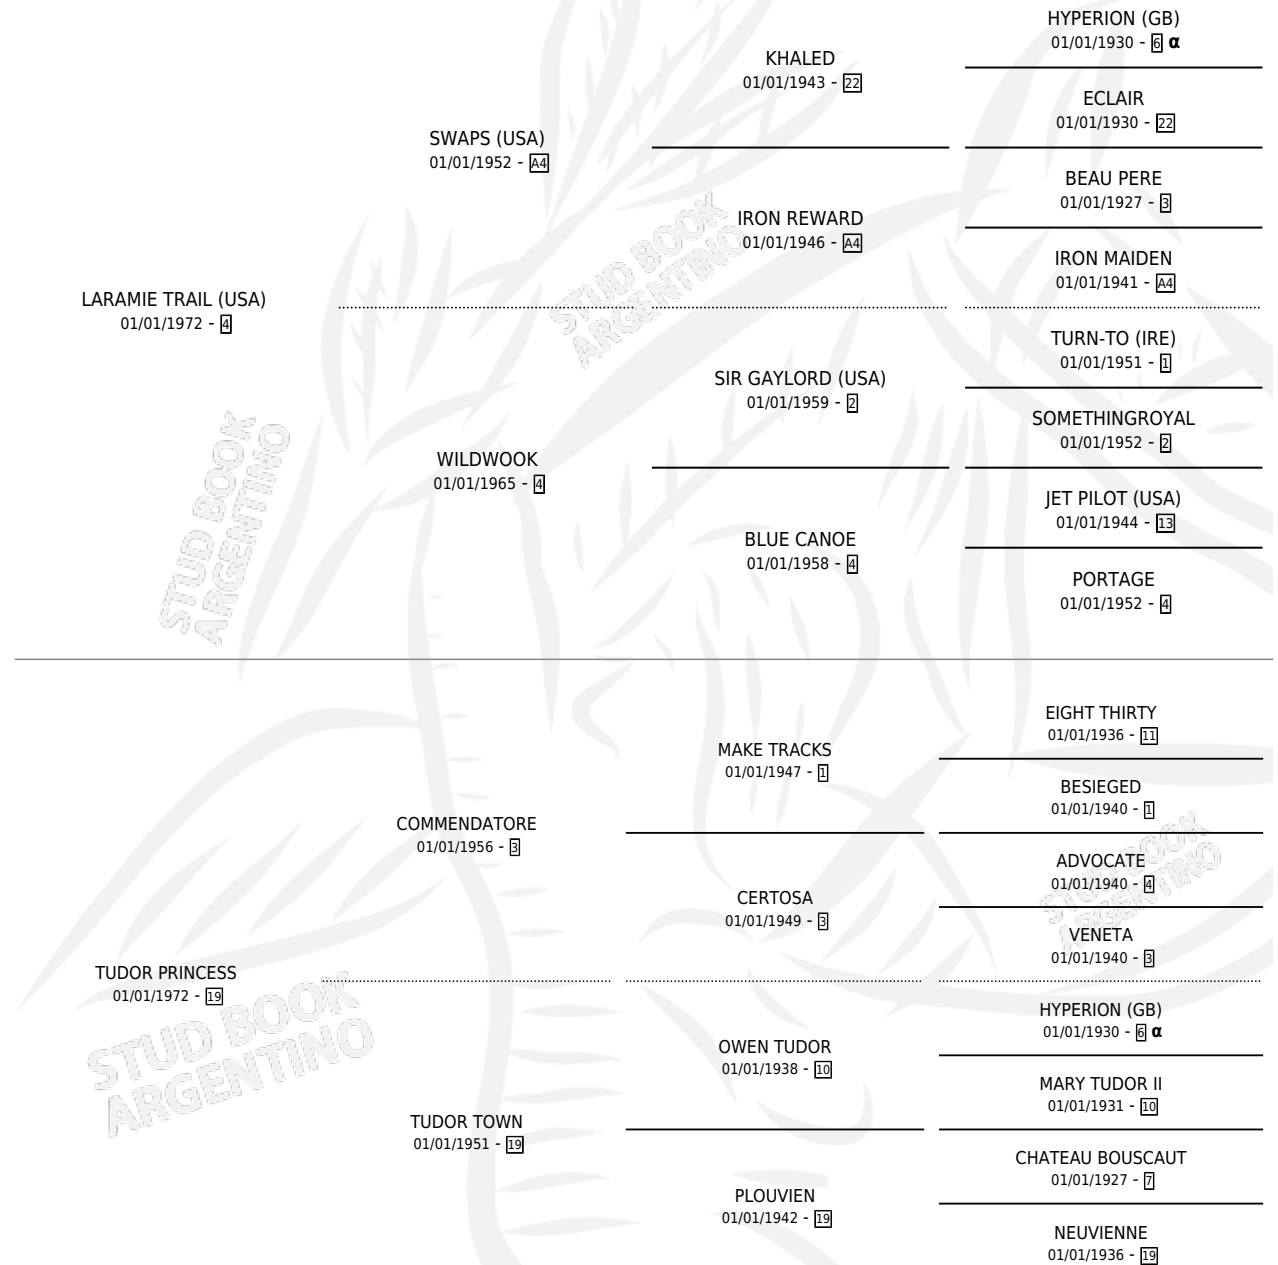 HYPERION (GB)
01/01/1930 - 6 α
KHALED
01/01/1943 - 22
ECLAIR
01/01/1930 - 22
SWAPS (USA)
01/01/1952 - A4
BEAU PERE
01/01/1927 - 3
IRON REWARD
01/01/1946 - A4
IRON MAIDEN
01/01/1941 - A4
LARAMIE TRAIL (USA)
01/01/1972 - 4
TURN-TO (IRE)
01/01/1951 - 1
SIR GAYLORD (USA)
01/01/1959 - 2
SOMETHINGROYAL
01/01/1952 - 2
WILDWOOK
01/01/1965 - 4
JET PILOT (USA)
01/01/1944 - 13
BLUE CANOE
01/01/1958 - 4
PORTAGE
01/01/1952 - 4
EIGHT THIRTY
01/01/1936 - 11
MAKE TRACKS
01/01/1947 - 1
BESIEGED
01/01/1940 - 1
COMMENDATORE
01/01/1956 - 3
ADVOCATE
01/01/1940 - 4
CERTOSA
01/01/1949 - 3
VENETA
01/01/1940 - 3
TUDOR PRINCESS
01/01/1972 - 19
HYPERION (GB)
01/01/1930 - 6 α
OWEN TUDOR
01/01/1938 - 10
MARY TUDOR II
01/01/1931 - 10
TUDOR TOWN
01/01/1951 - 19
CHATEAU BOUSCAUT
01/01/1927 - 7
PLOUVIEN
01/01/1942 - 19
NEUVIENNE
01/01/1936 - 19
STUD BOOK
ARGENTINO
STUD BOOK
ARGENTINO
STUD BOOK
ARGENTINO
STUD BOOK
ARGENTINO